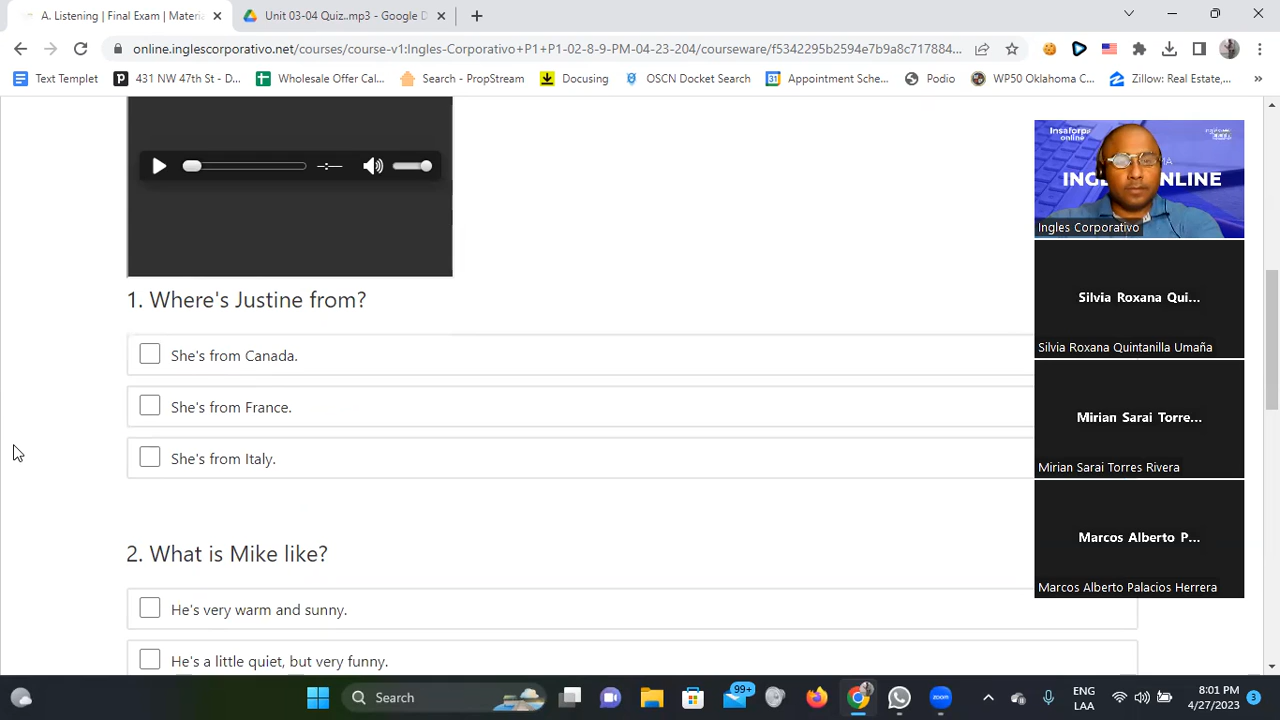 A. Listening | Final Exam | Materia
Unit 03-04 Quiz..mp3 - Google D
online.inglescorporativo.net/courses/course-v1:Ingles-Corporativo+P1+P1-02-8-9-PM-04-23-204/courseware/f5342295b2594e7b9a8c717884...
Text Templet
431 NW 47th St - D...
Wholesale Offer Cal...
Search - PropStream
Docusing
OSCN Docket Search
Appointment Sche...
Podio
WP50 Oklahoma C...
Zillow: Real Estate,...
»
-:--
1. Where's Justine from?
She's from Canada.
She's from France.
She's from Italy.
2. What is Mike like?
He's very warm and sunny.
He's a little quiet, but very funny.
Insaforp
online
Ingles Corporativo
Silvia Roxana Qui...
Silvia Roxana Quintanilla Umaña
Mirian Sarai Torre...
Mirian Sarai Torres Rivera
Marcos Alberto P...
Marcos Alberto Palacios Herrera
Search
99+
zoom
ENG
LAA
8:01 PM
4/27/2023
3